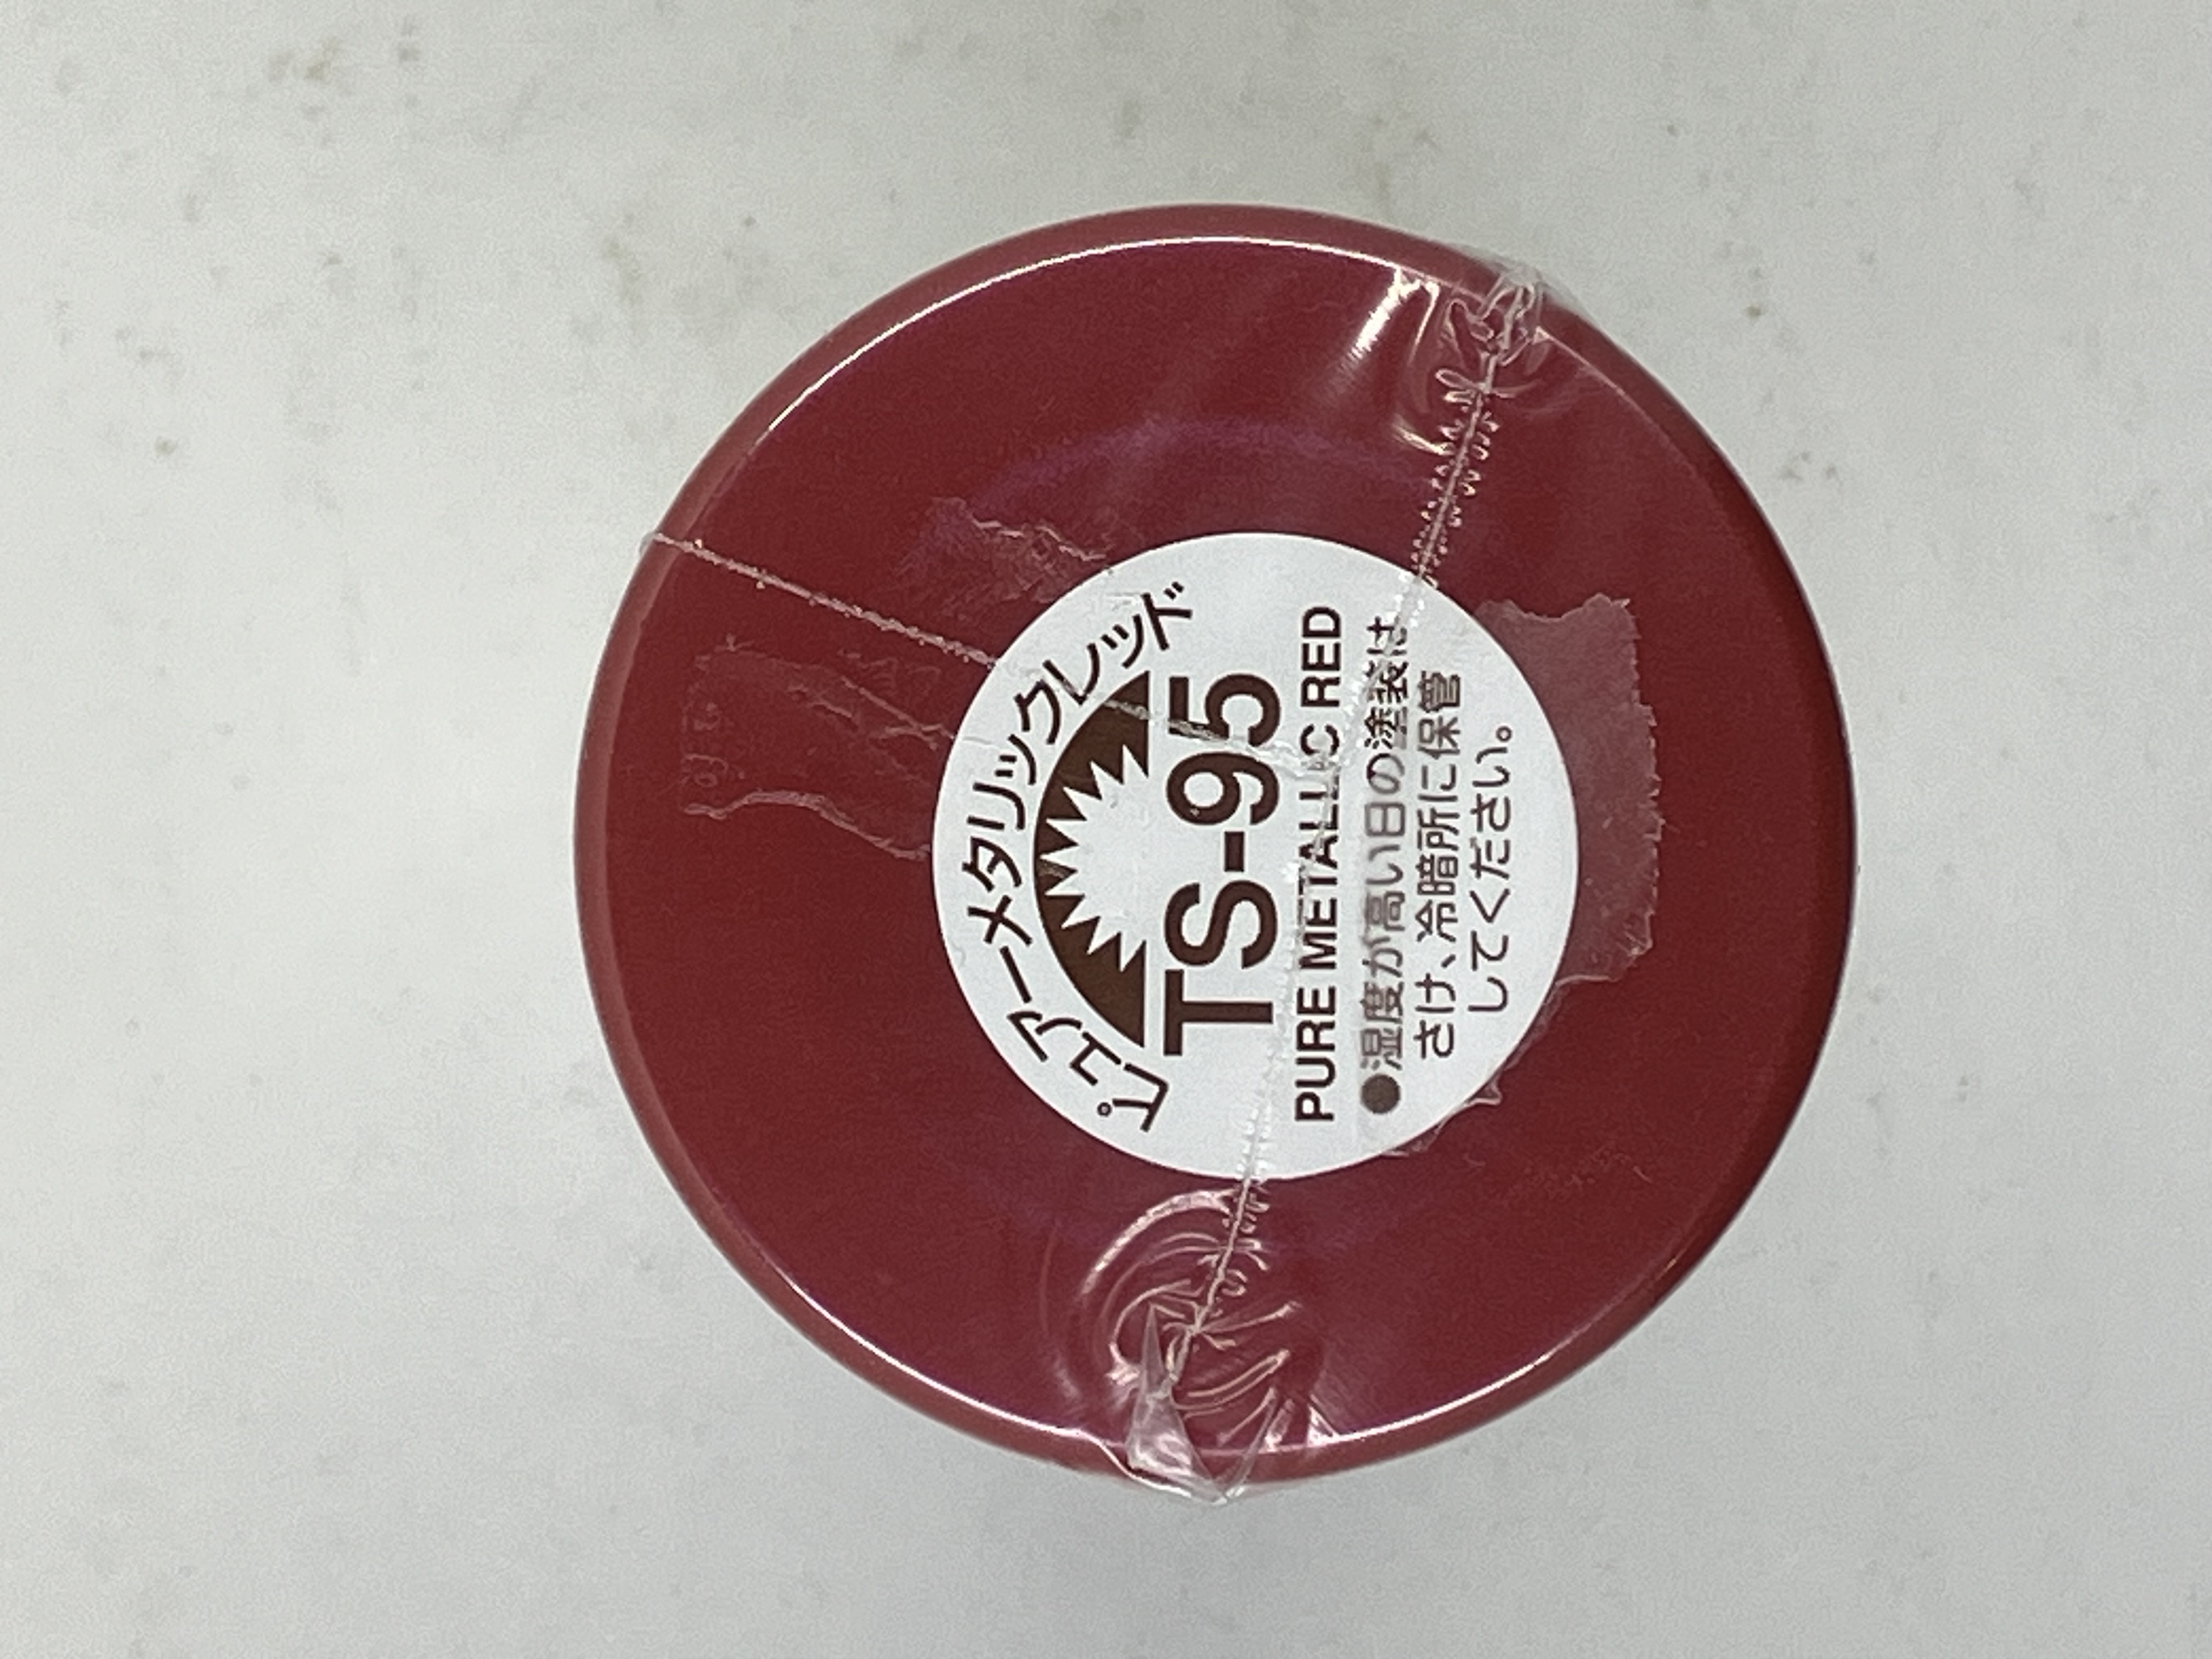 ピュアーメタリックレッド
TS-95
PURE METALLIC RED
●湿度が高い日の塗装は
さけ、冷暗所に保管
してください。